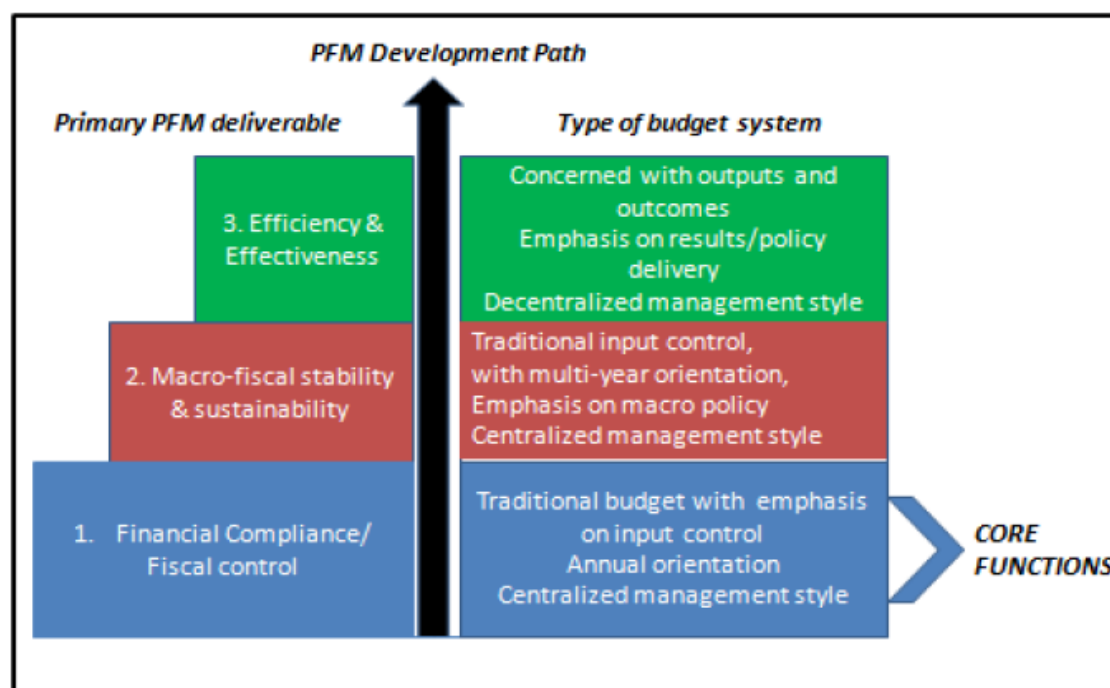 PFM Development Path
Primary PFM deliverable
Type of budget system
3. Efficiency &
Effectiveness
Concerned with outputs and
outcomes
Emphasis on results/policy
delivery
Decentralized management style
2. Macro-fiscal stability
& sustainability
Traditional input control,
with multi-year orientation,
Emphasis on macro policy
Centralized management style
1. Financial Compliance/
Fiscal control
Traditional budget with emphasis
on input control
Annual orientation
Centralized management style
CORE
FUNCTIONS